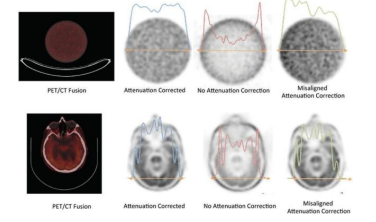 PET/CT Fusion
Attenuation Corrected
No Attenuation Correction
Misaligned
Attenuation Correction
PET/CT Fusion
Attenuation Corrected
No Attenuation Correction
Misaligned
Attenuation Correction